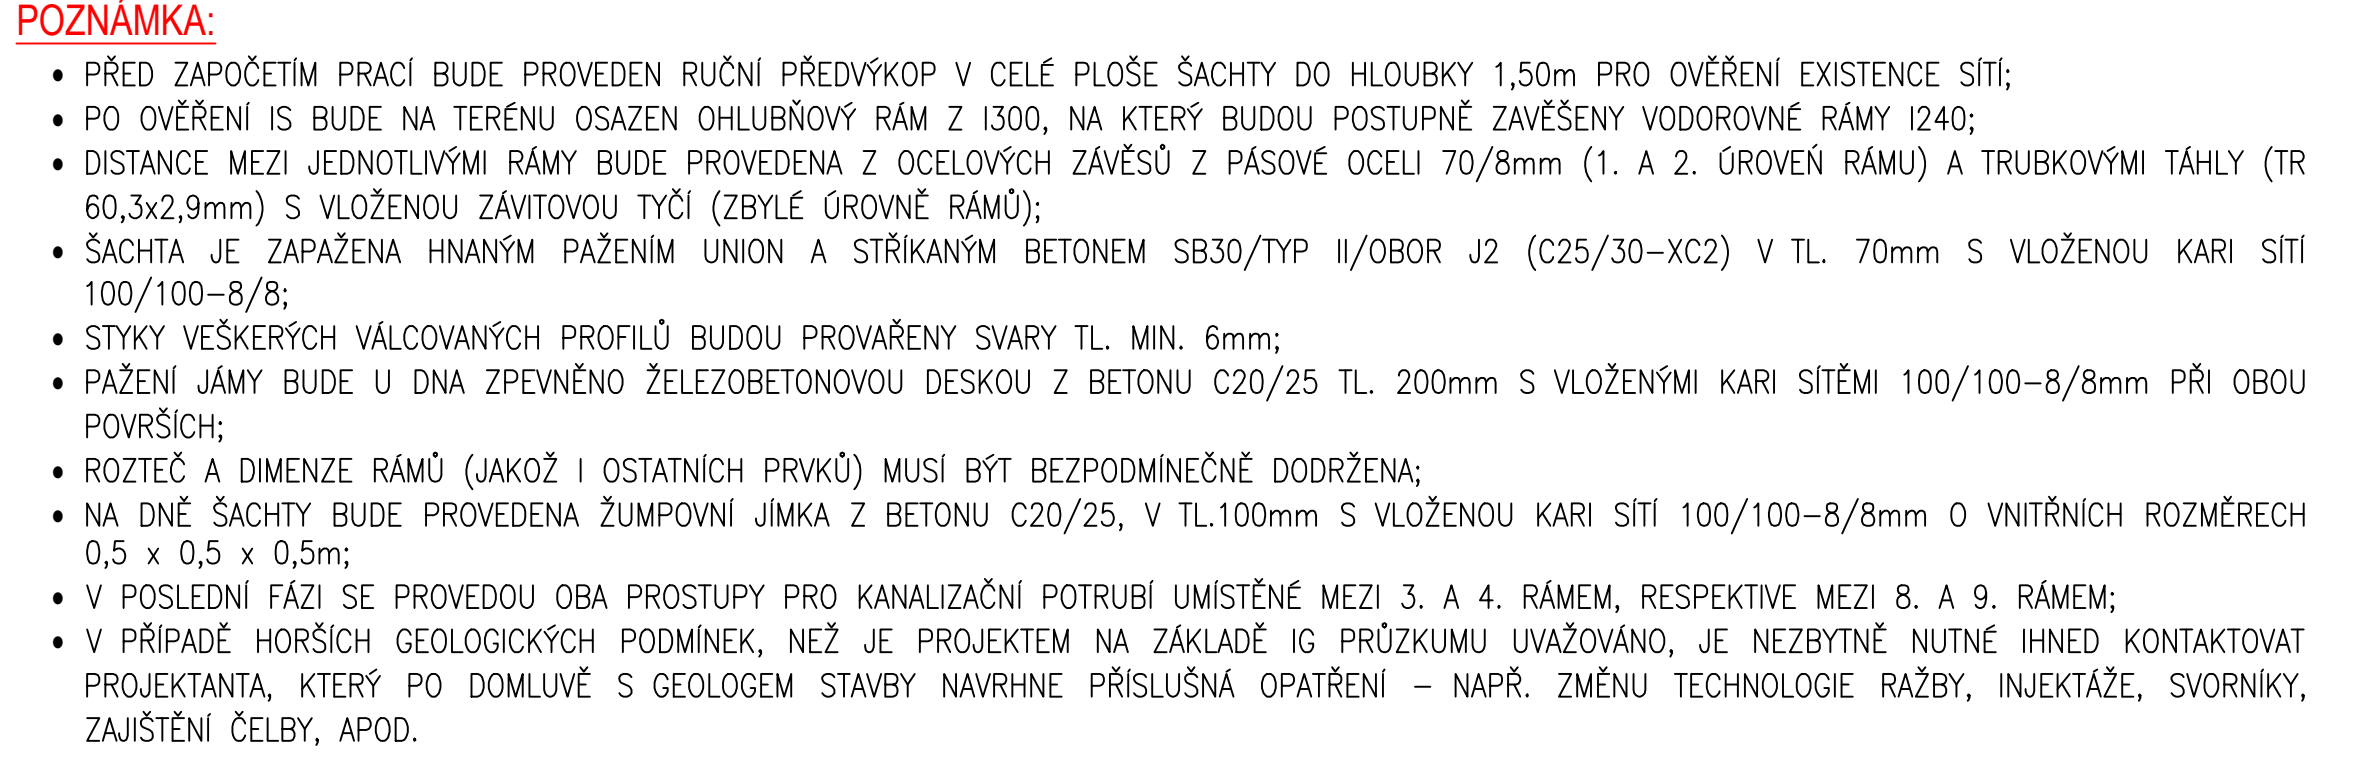 POZNÁMKA:
• PŘED ZAPOČETÍM PRACÍ BUDE PROVEDEN RUČNÍ PŘEDVÝKOP V CELÉ PLOŠE ŠACHTY DO HLOUBKY 1,50m PRO OVĚŘENÍ EXISTENCE SÍTÍ;
• PO OVĚŘENÍ IS BUDE NA TERÉNU OSAZEN OHLUBŇOVÝ RÁM Z I300, NA KTERÝ BUDOU POSTUPNĚ ZAVĚŠENY VODOROVNÉ RÁMY I240;
• DISTANCE MEZI JEDNOTLIVÝMI RÁMY BUDE PROVEDENA Z OCELOVÝCH ZÁVĚSŮ Z PÁSOVÉ OCELI 70/8mm (1. A 2. ÚROVEŃ RÁMU) A TRUBKOVÝMI TÁHLY (TR
60,3x2,9mm) S VLOŽENOU ZÁVITOVOU TYČÍ (ZBYLÉ ÚROVNĚ RÁMŮ);
• ŠACHTA JE ZAPAŽENA HNANÝM PAŽENÍM UNION A STŘÍKANÝM BETONEM SB30/TYP II/OBOR J2 (C25/30-XC2) V TL. 70mm S VLOŽENOU KARI SÍTÍ
100/100-8/8;
• STYKY VEŠKERÝCH VÁLCOVANÝCH PROFILŮ BUDOU PROVAŘENY SVARY TL. MIN. 6mm;
• PAŽENÍ JÁMY BUDE U DNA ZPEVNĚNO ŽELEZOBETONOVOU DESKOU Z BETONU C20/25 TL. 200mm S VLOŽENÝMI KARI SÍTĚMI 100/100-8/8mm PŘI OBOU
POVRŠÍCH;
• ROZTEČ A DIMENZE RÁMŮ (JAKOŽ I OSTATNÍCH PRVKŮ) MUSÍ BÝT BEZPODMÍNEČNĚ DODRŽENA;
• NA DNĚ ŠACHTY BUDE PROVEDENA ŽUMPOVNÍ JÍMKA Z BETONU C20/25, V TL.100mm S VLOŽENOU KARI SÍTÍ 100/100-8/8mm O VNITŘNÍCH ROZMĚRECH
0,5 x 0,5 x 0,5m;
• V POSLEDNÍ FÁZI SE PROVEDOU OBA PROSTUPY PRO KANALIZAČNÍ POTRUBÍ UMÍSTĚNÉ MEZI 3. A 4. RÁMEM, RESPEKTIVE MEZI 8. A 9. RÁMEM;
• V PŘÍPADĚ HORŠÍCH GEOLOGICKÝCH PODMÍNEK, NEŽ JE PROJEKTEM NA ZÁKLADĚ IG PRŮZKUMU UVAŽOVÁNO, JE NEZBYTNĚ NUTNÉ IHNED KONTAKTOVAT
PROJEKTANTA, KTERÝ PO DOMLUVĚ S GEOLOGEM STAVBY NAVRHNE PŘÍSLUŠNÁ OPATŘENÍ - NAPŘ. ZMĚNU TECHNOLOGIE RAŽBY, INJEKTÁŽE, SVORNÍKY,
ZAJIŠTĚNÍ ČELBY, APOD.